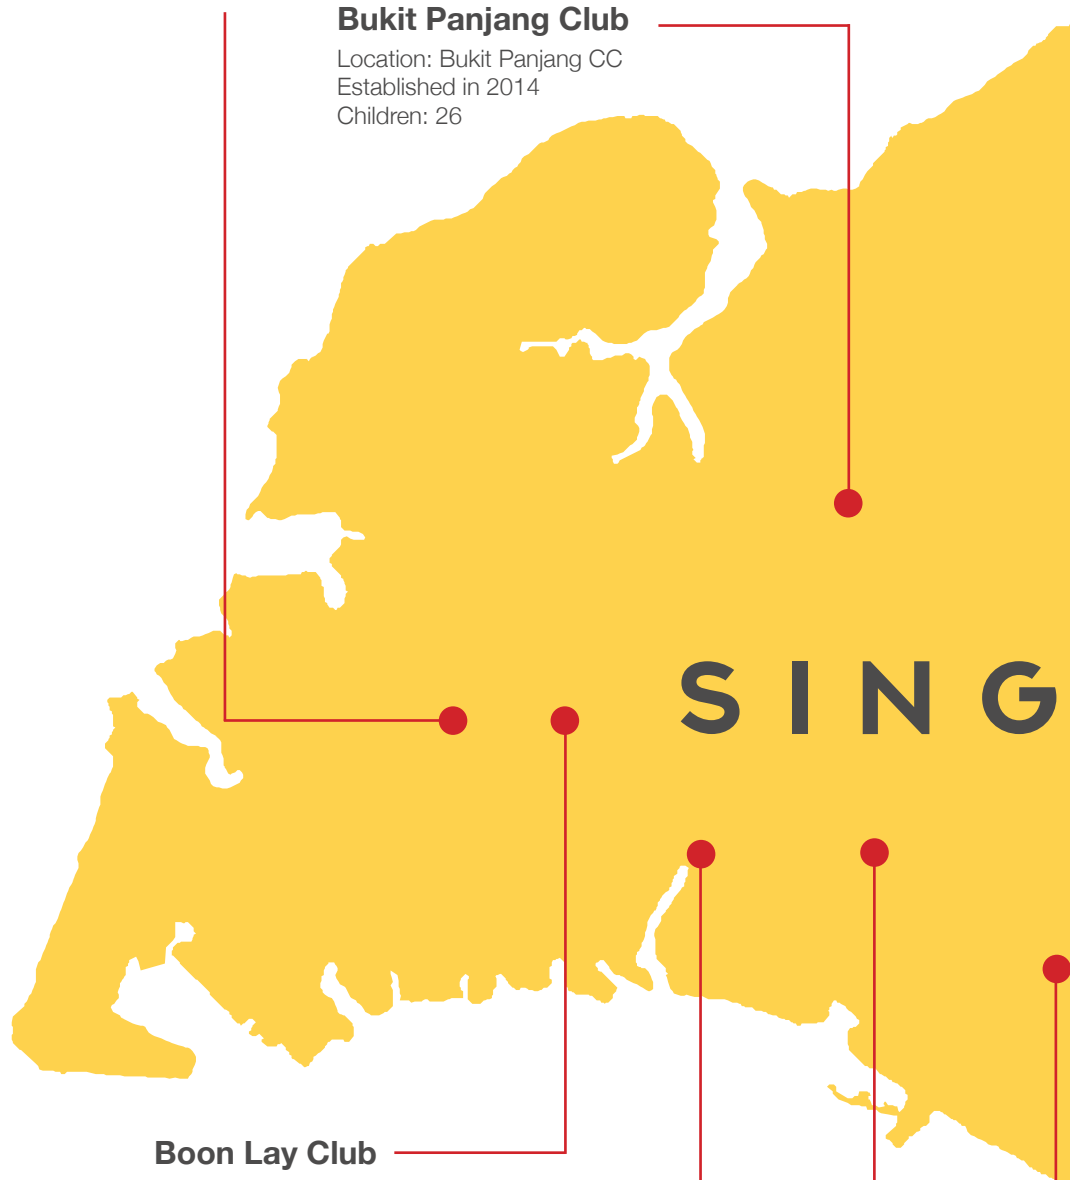 Bukit Panjang Club
Location: Bukit Panjang CC
Established in 2014
Children: 26
SING
Boon Lay Club